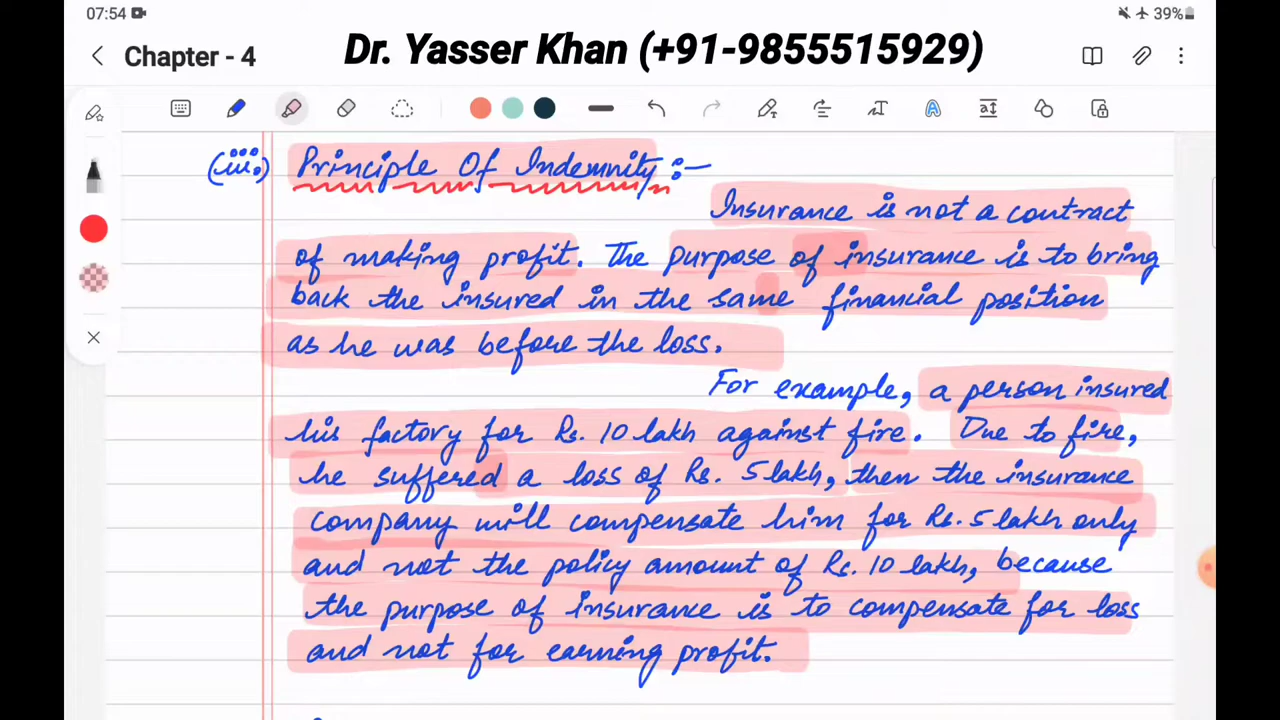 07:54
39%
Chapter - 4
Dr. Yasser Khan (+91-9855515929)
(iii.) Principle Of Indemnity :-
Insurance is not a contract
of making profit. The purpose of insurance is to bring
back the insured in the same financial position
as he was before the loss.
For example, a person insured
his factory for Rs. 10 lakh against fire. Due to fire,
he suffered a loss of Rs. 5 lakh, then the insurance
company will compensate him for Rs. 5 lakh only
and not the policy amount of Rs. 10 lakh, because
the purpose of insurance is to compensate for loss
and not for earning profit.